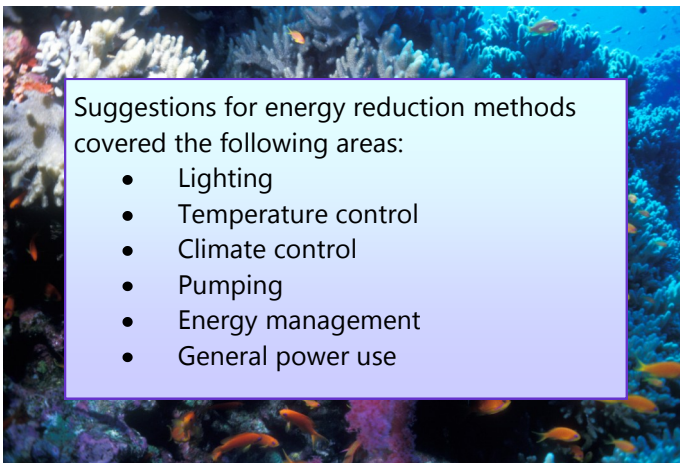 Suggestions for energy reduction methods
covered the following areas:
• Lighting
• Temperature control
• Climate control
• Pumping
• Energy management
• General power use